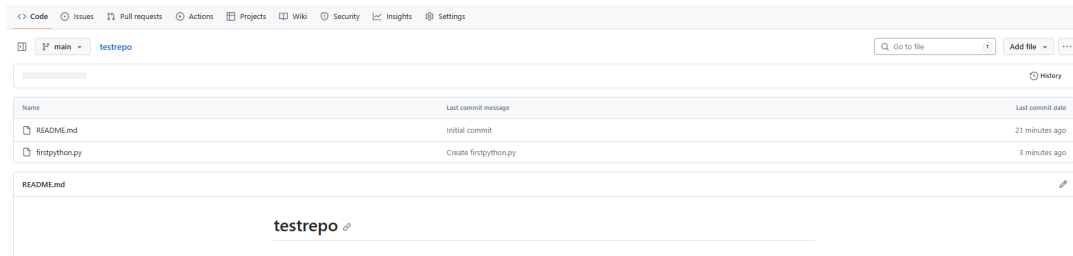 <> Code Issues Pull requests Actions Projects Wiki Security Insights Settings
main testrepo Go to file t Add file ...
History
Name Last commit message Last commit date
README.md Initial commit 21 minutes ago
firstpython.py Create firstpython.py 3 minutes ago
README.md
testrepo